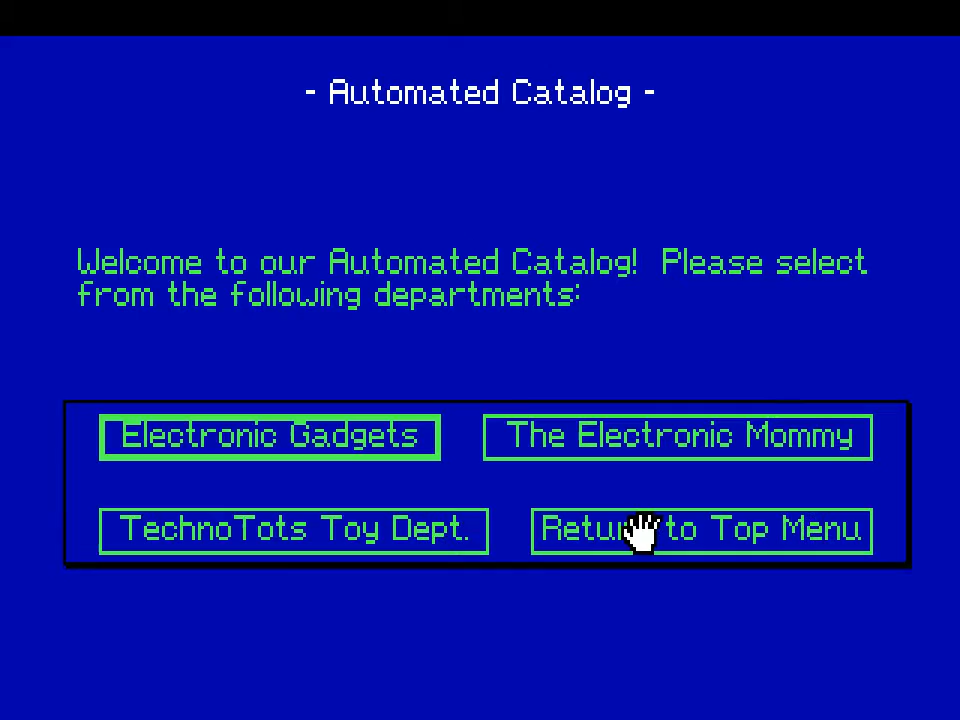 - Automated Catalog -
Welcome to our Automated Catalog!  Please select
from the following departments:
Electronic Gadgets
The Electronic Mommy
TechnoTots Toy Dept.
Return to Top Menu